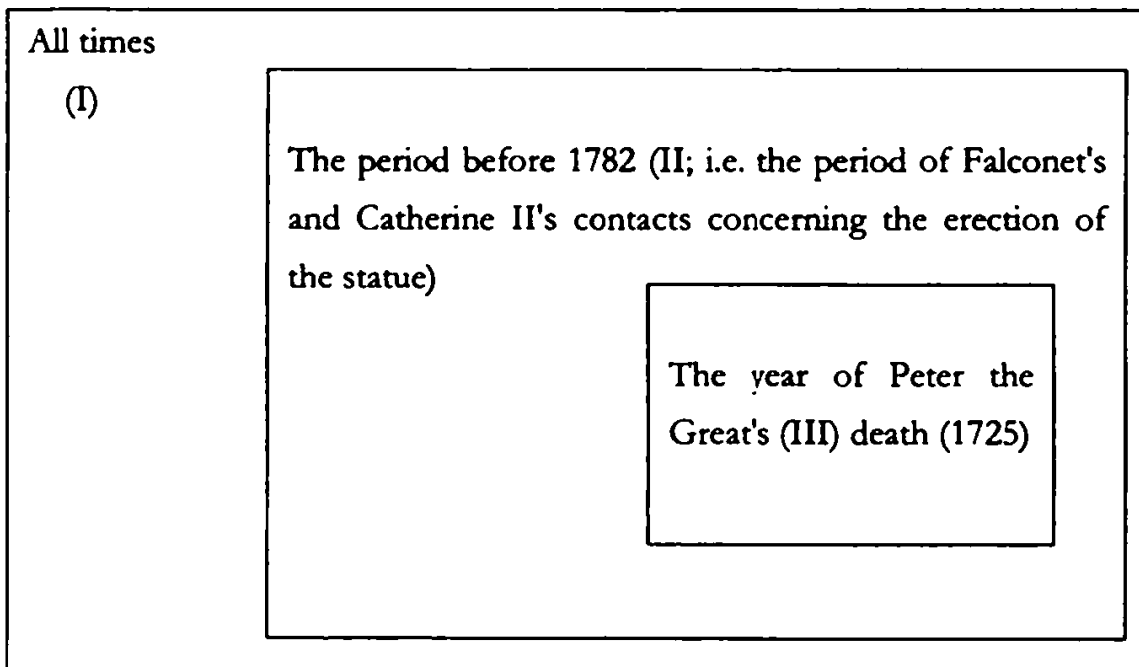 All times
(I)
The period before 1782 (II; i.e. the period of Falconet's
and Catherine II's contacts concerning the erection of
the statue)
The year of Peter the
Great's (III) death (1725)